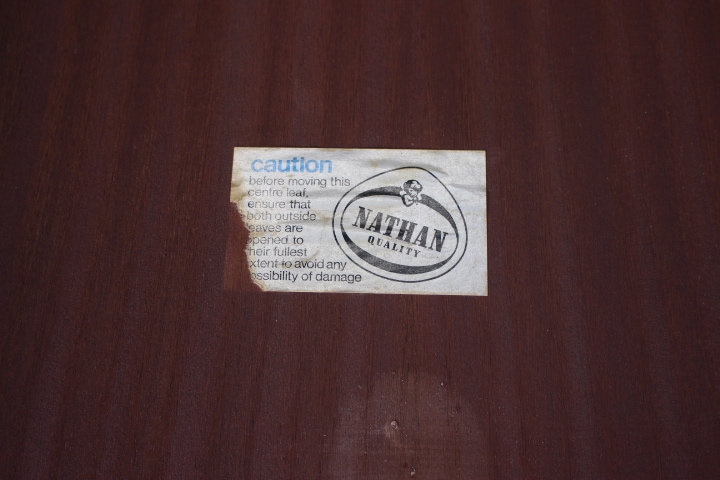 caution
before moving this
centre leaf,
ensure that
both outside
eaves are
pened to
heir fullest
xtent to avoid any
ossibility of damage
NATHAN
QUALITY